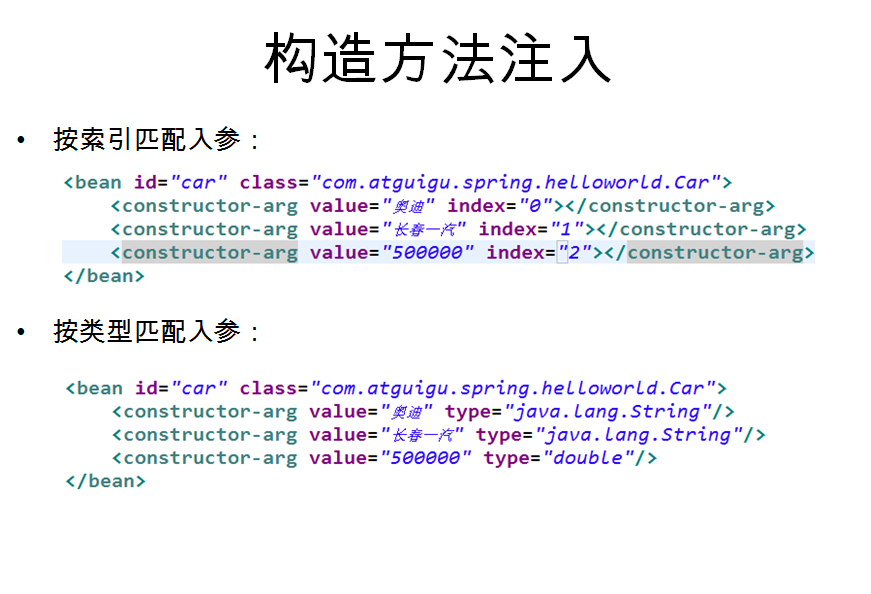 构造方法注入
• 按索引匹配入参：
<bean id="car" class="com.atguigu.spring.helloworld.Car">
<constructor-arg value="奥迪" index="0"></constructor-arg>
<constructor-arg value="长春一汽" index="1"></constructor-arg>
<constructor-arg value="500000" index="2"></constructor-arg>
</bean>
• 按类型匹配入参：
<bean id="car" class="com.atguigu.spring.helloworld.Car">
<constructor-arg value="奥迪" type="java.lang.String"/>
<constructor-arg value="长春一汽" type="java.lang.String"/>
<constructor-arg value="500000" type="double"/>
</bean>